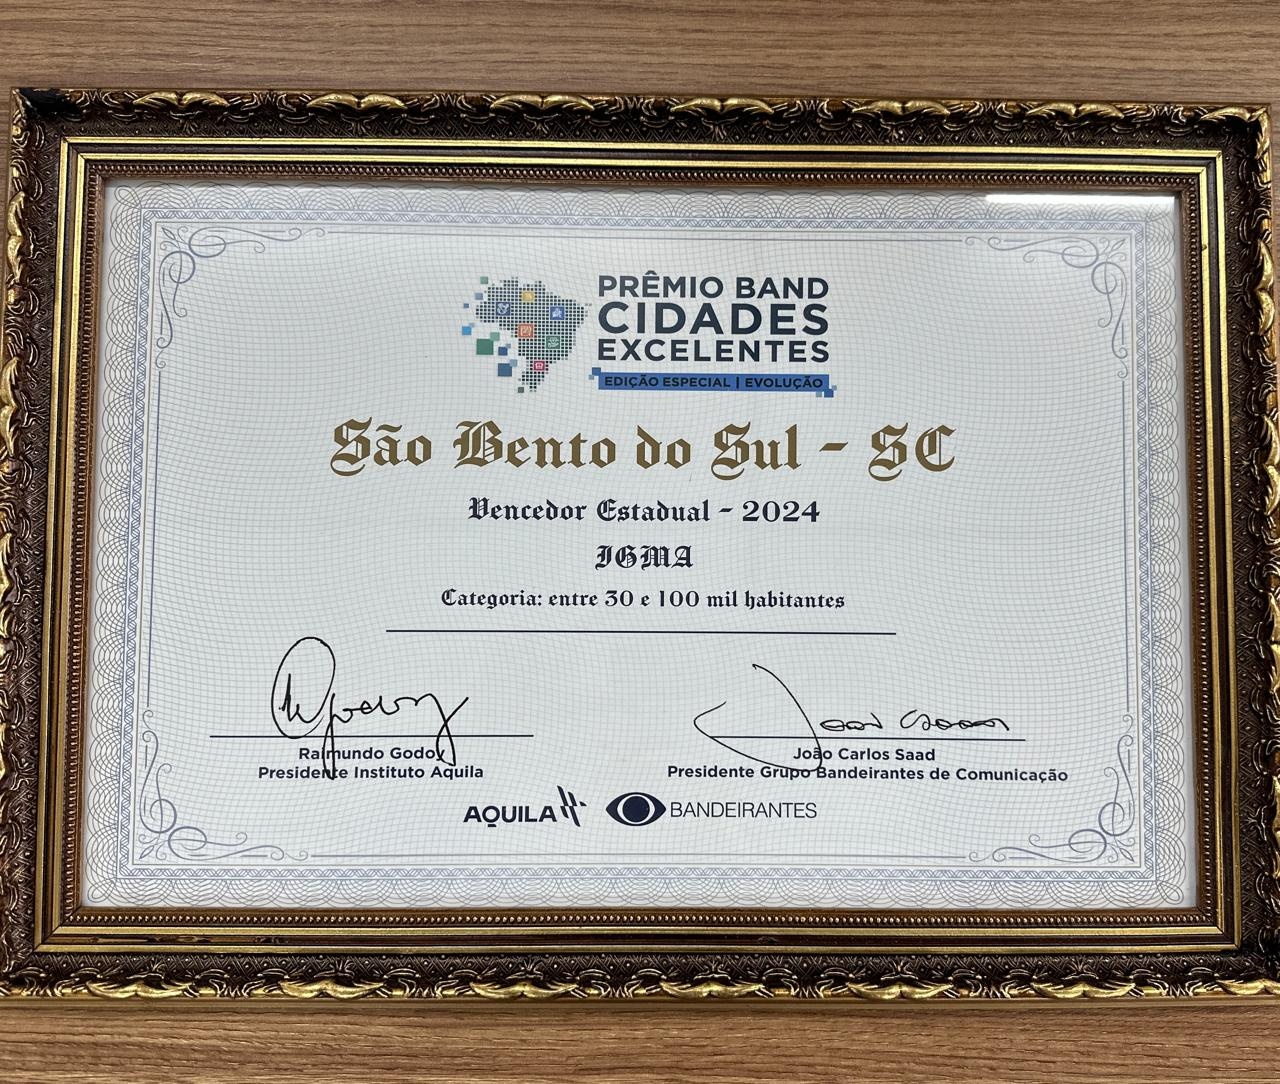 PRÊMIO BAND
CIDADES
EXCELENTES
EDIÇÃO ESPECIAL | EVOLUÇÃO
São Bento do Sul - SC
Vencedor Estadual - 2024
IGMA
Categoria: entre 30 e 100 mil habitantes
Raimundo Godoy
Presidente Instituto Aquila
João Carlos Saad
Presidente Grupo Bandeirantes de Comunicação
AQUILA
BANDEIRANTES